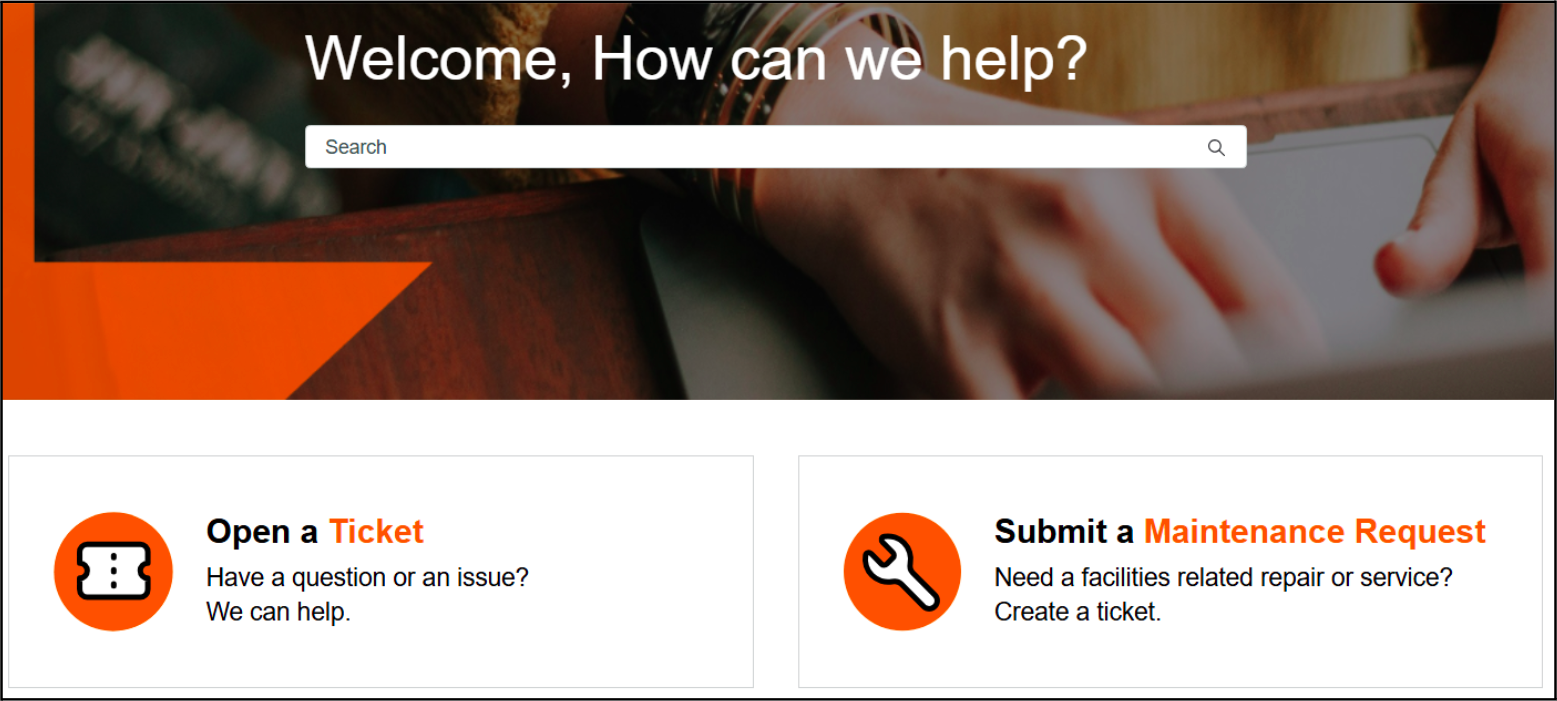 Welcome, How can we help?
Search
Open a Ticket
Have a question or an issue?
We can help.
Submit a Maintenance Request
Need a facilities related repair or service?
Create a ticket.